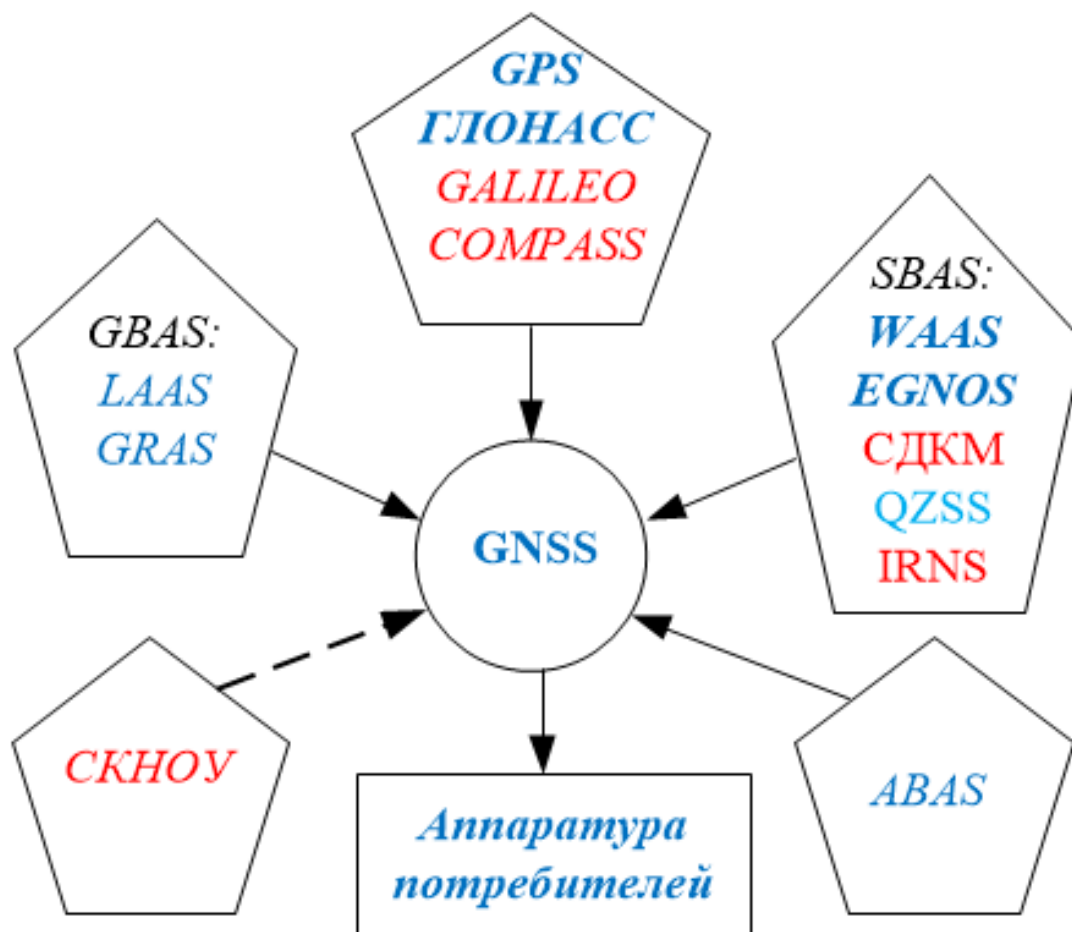 GPS
ГЛОНАСС
GALILEO
COMPASS
GBAS:
LAAS
GRAS
SBAS:
WAAS
EGNOS
СДКМ
QZSS
IRNS
GNSS
СКНОУ
Аппаратура
потребителей
ABAS